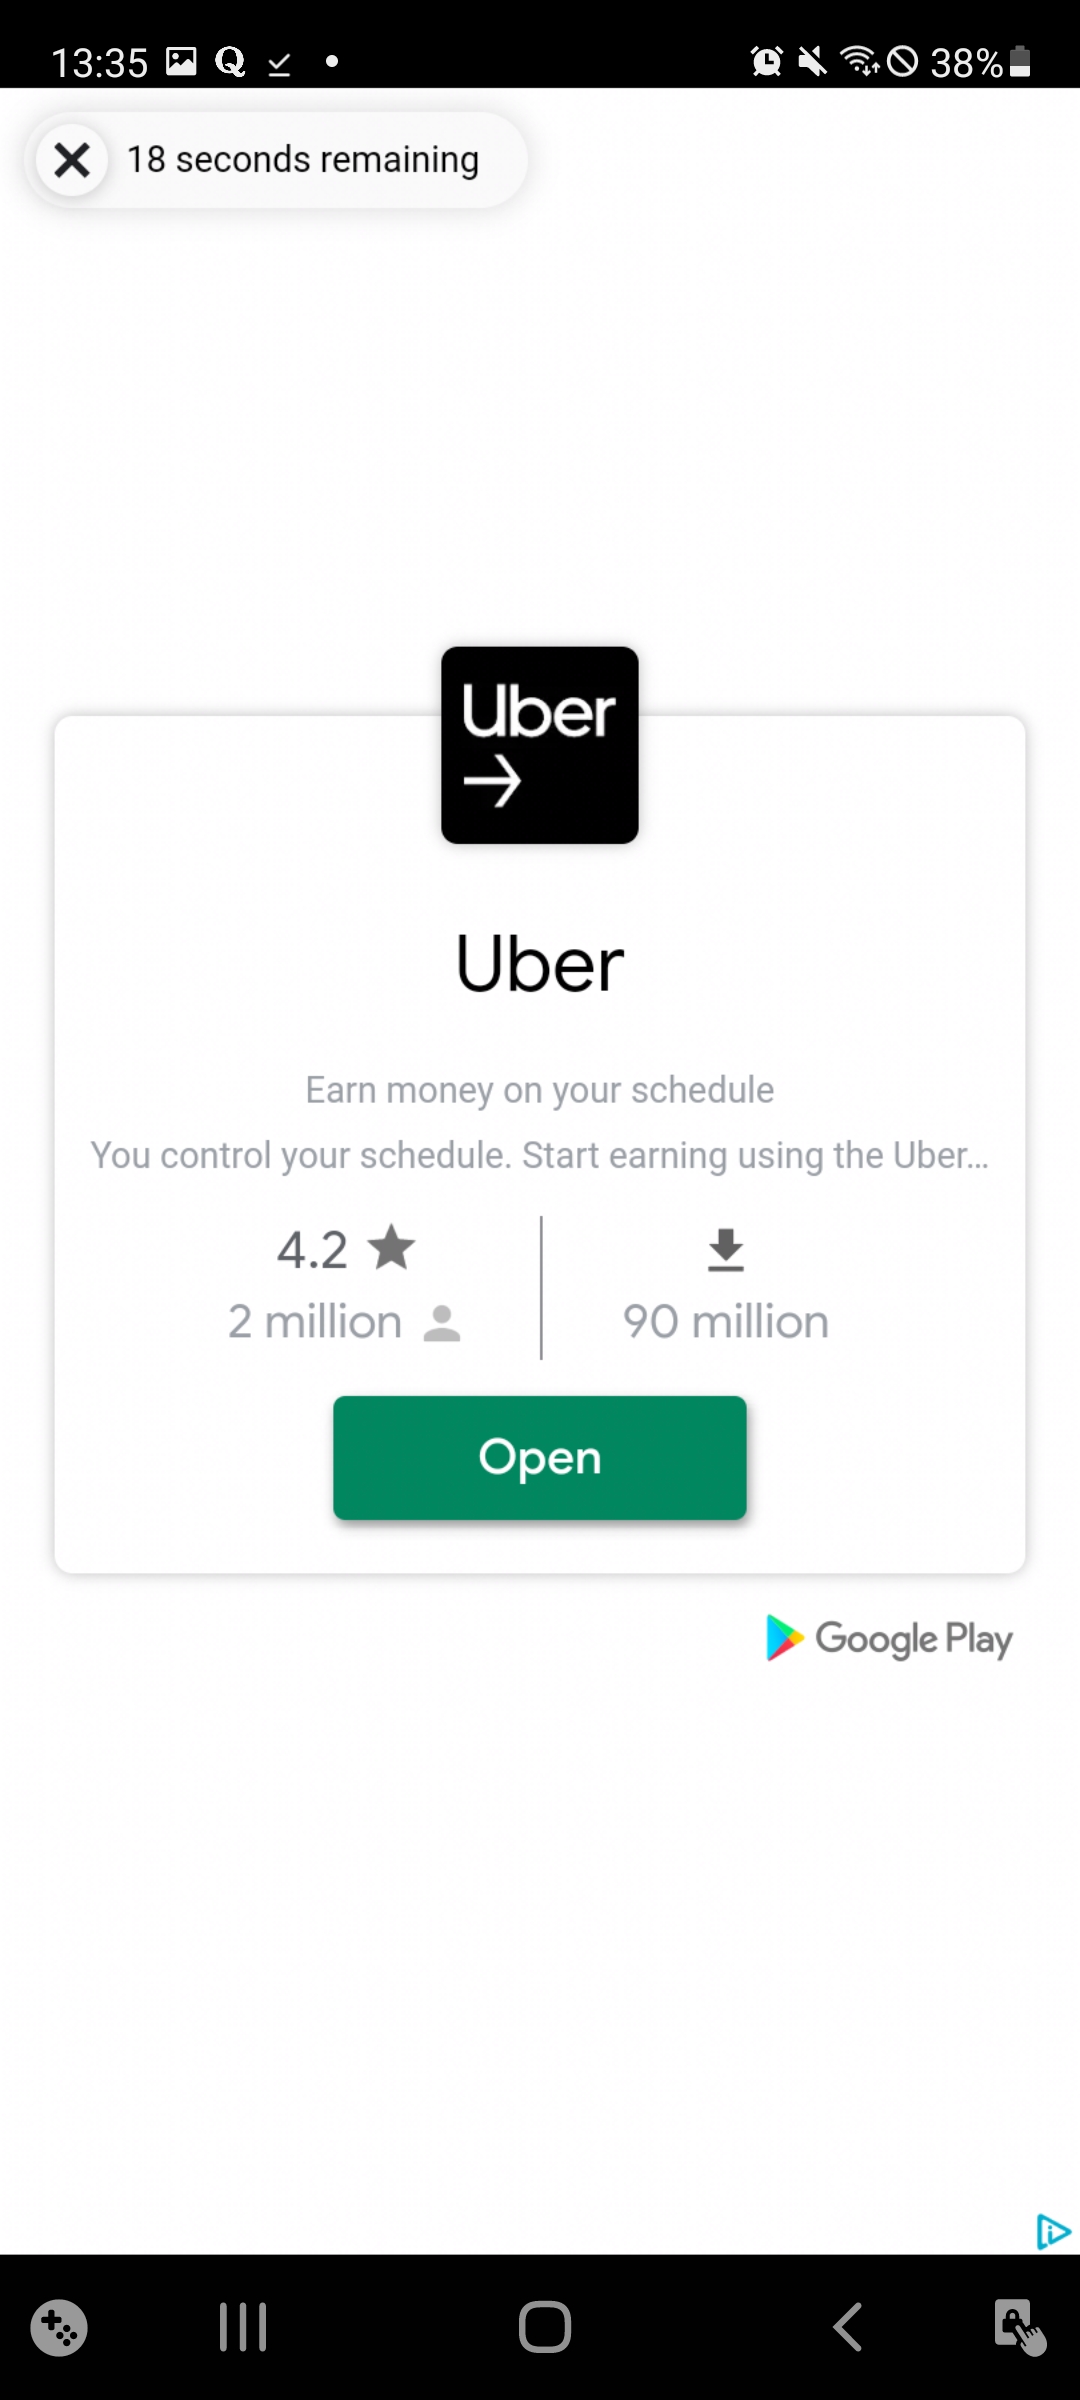 13:35 Q 38%
18 seconds remaining
Uber
Uber
Earn money on your schedule
You control your schedule. Start earning using the Uber...
4.2
2 million
90 million
Open
Google Play